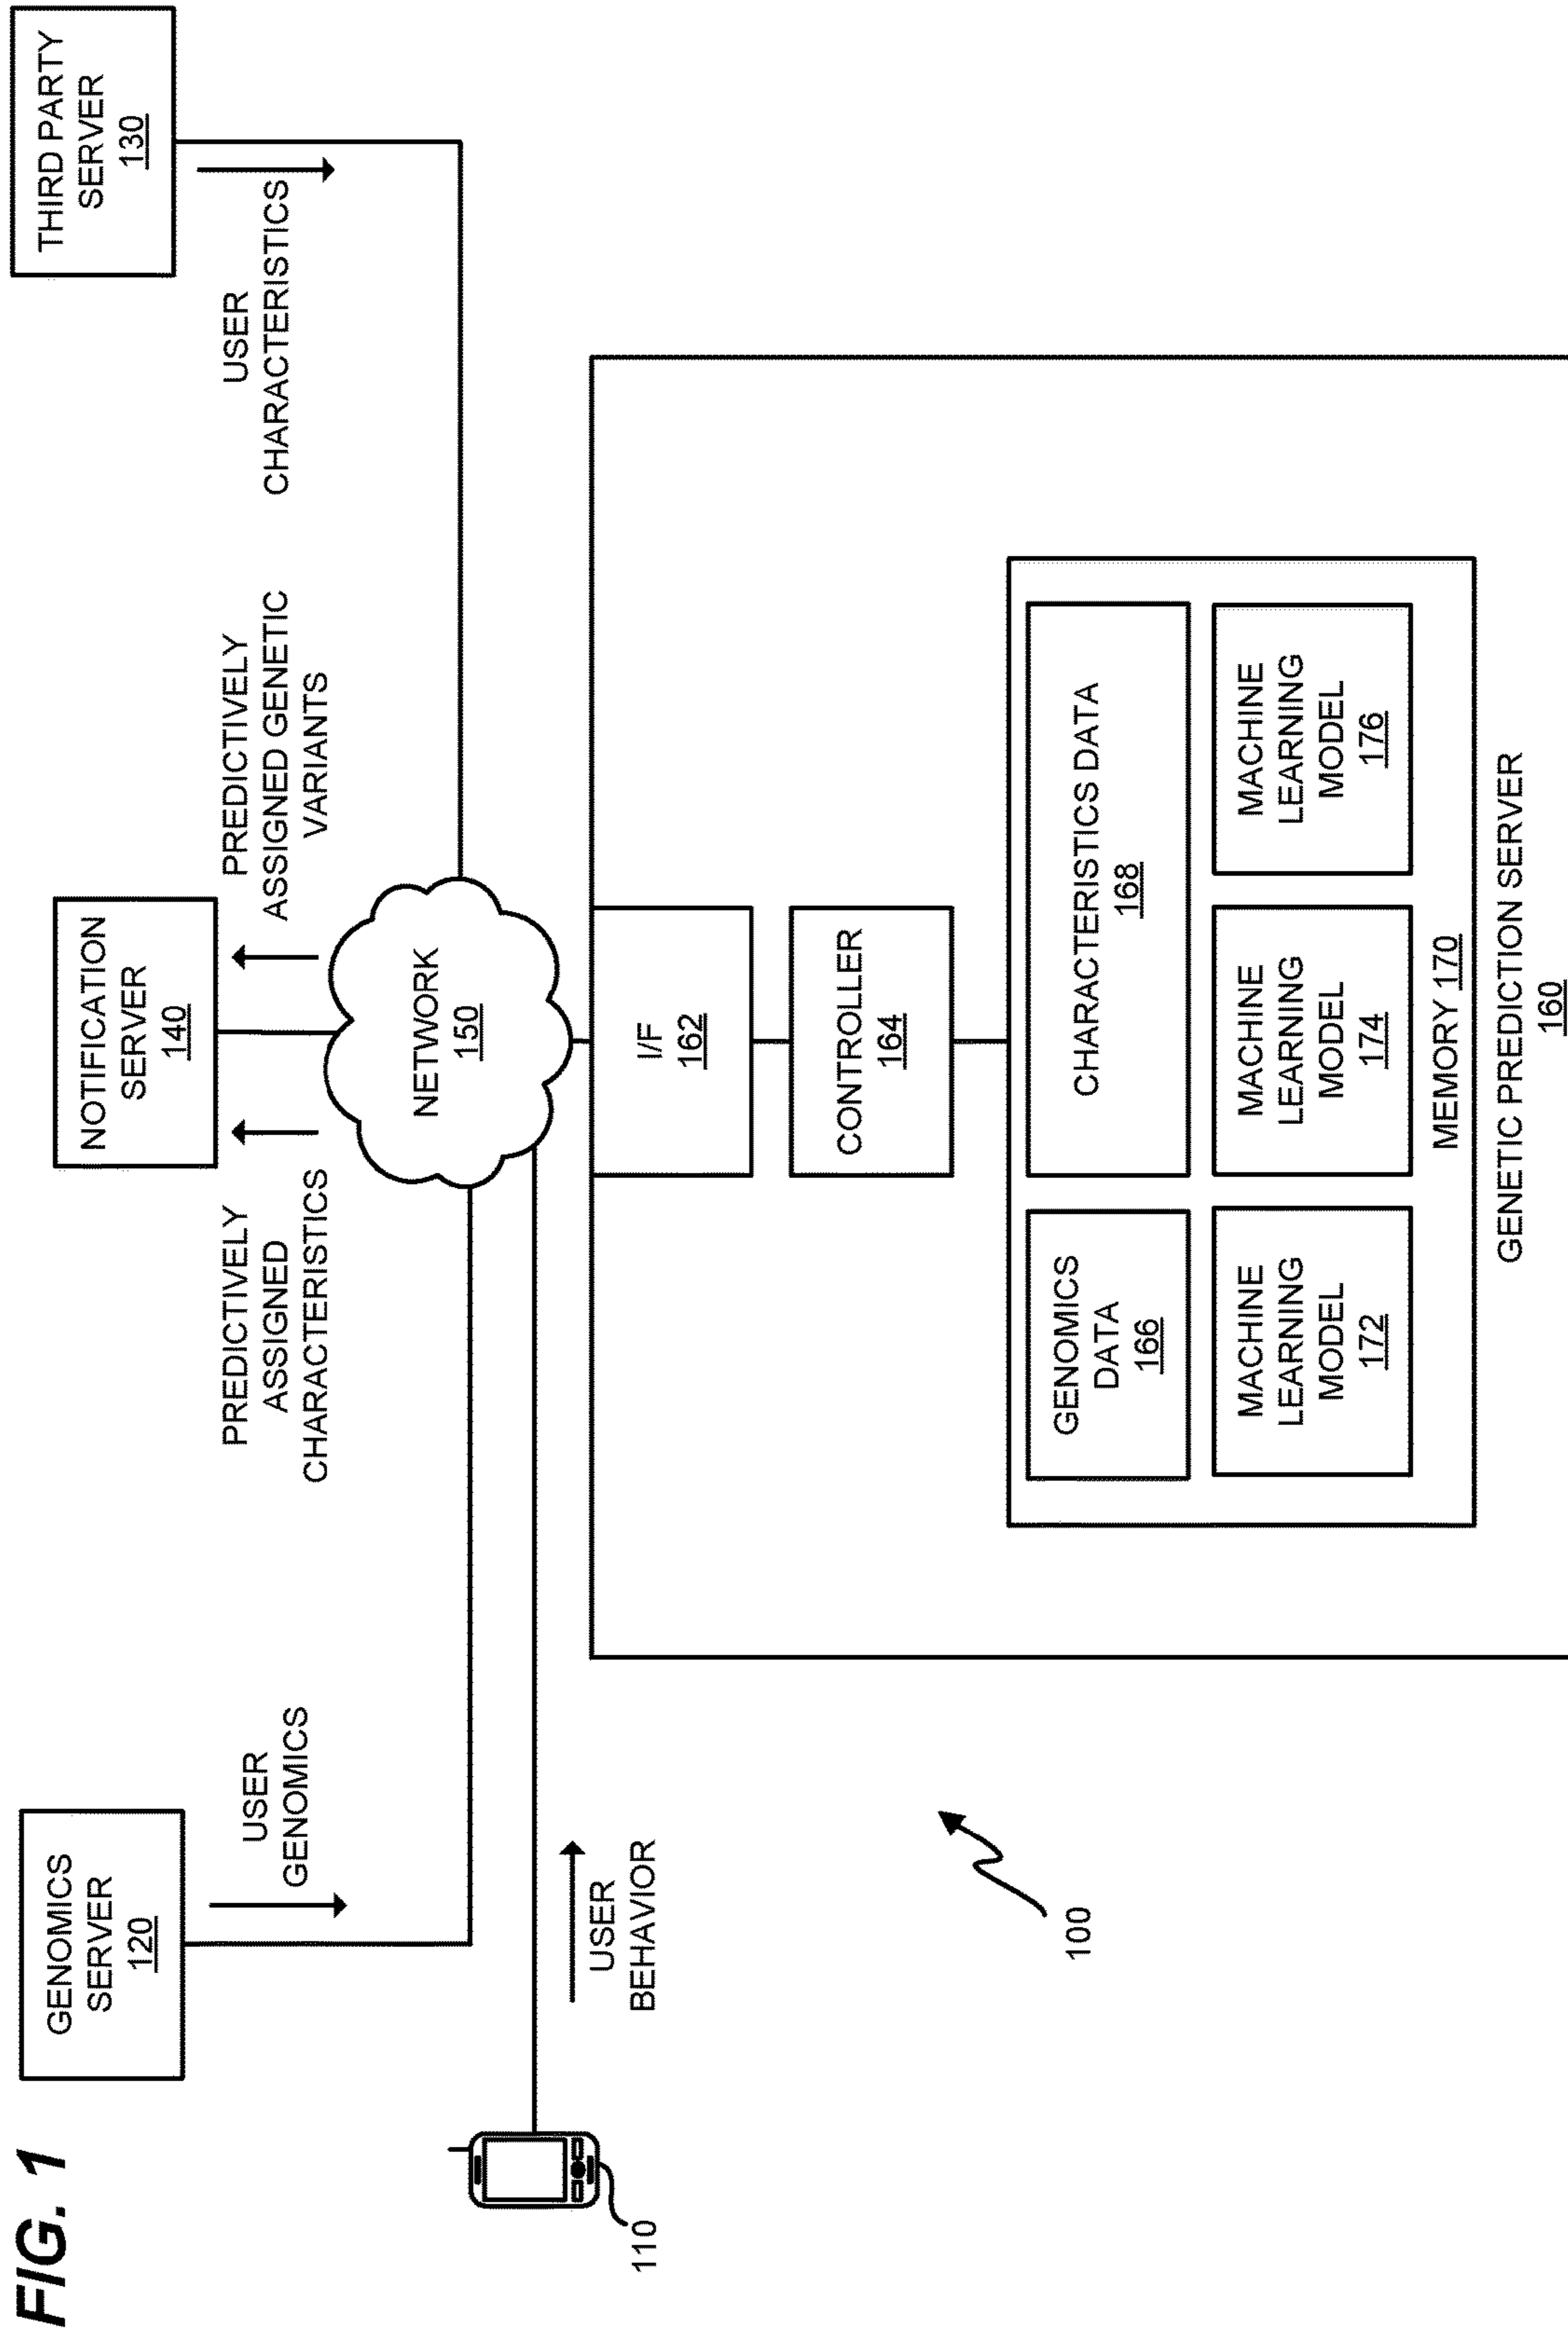 FIG. 1
GENOMICS
SERVER
120
USER
GENOMICS
110
USER
BEHAVIOR
100
NOTIFICATION
SERVER
140
PREDICTIVELY
ASSIGNED
CHARACTERISTICS
PREDICTIVELY
ASSIGNED GENETIC
VARIANTS
THIRD PARTY
SERVER
130
USER
CHARACTERISTICS
NETWORK
150
I/F
162
CONTROLLER
164
GENOMICS
DATA
166
CHARACTERISTICS DATA
168
MACHINE
LEARNING
MODEL
172
MACHINE
LEARNING
MODEL
174
MACHINE
LEARNING
MODEL
176
MEMORY 170
GENETIC PREDICTION SERVER
160